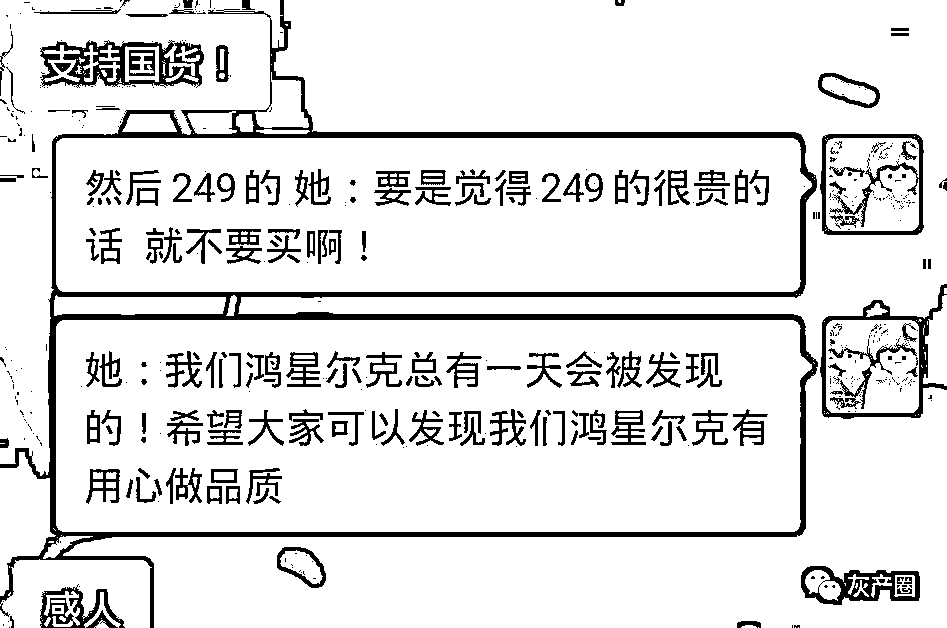 支持国货！
然后 249 的 她：要是觉得 249 的很贵的
话 就不要买啊！
她：我们鸿星尔克总有一天会被发现
的！希望大家可以发现我们鸿星尔克有
用心做品质
感人
灰产圈